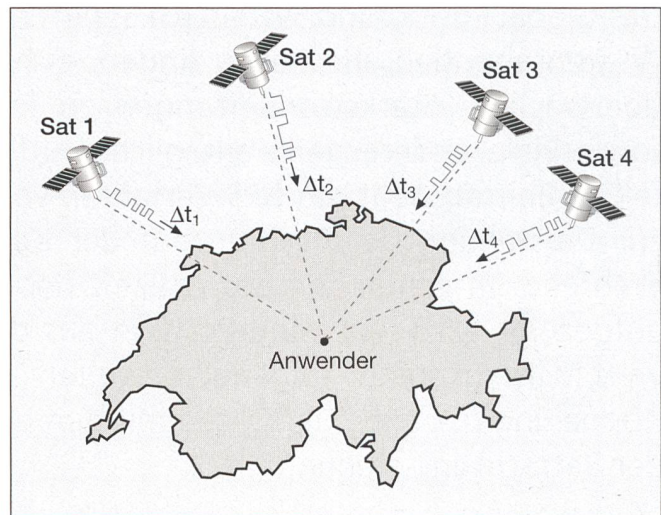 Sat 1
Sat 2
Sat 3
Sat 4
Δt₁
Δt₂
Δt₃
Δt₄
Anwender